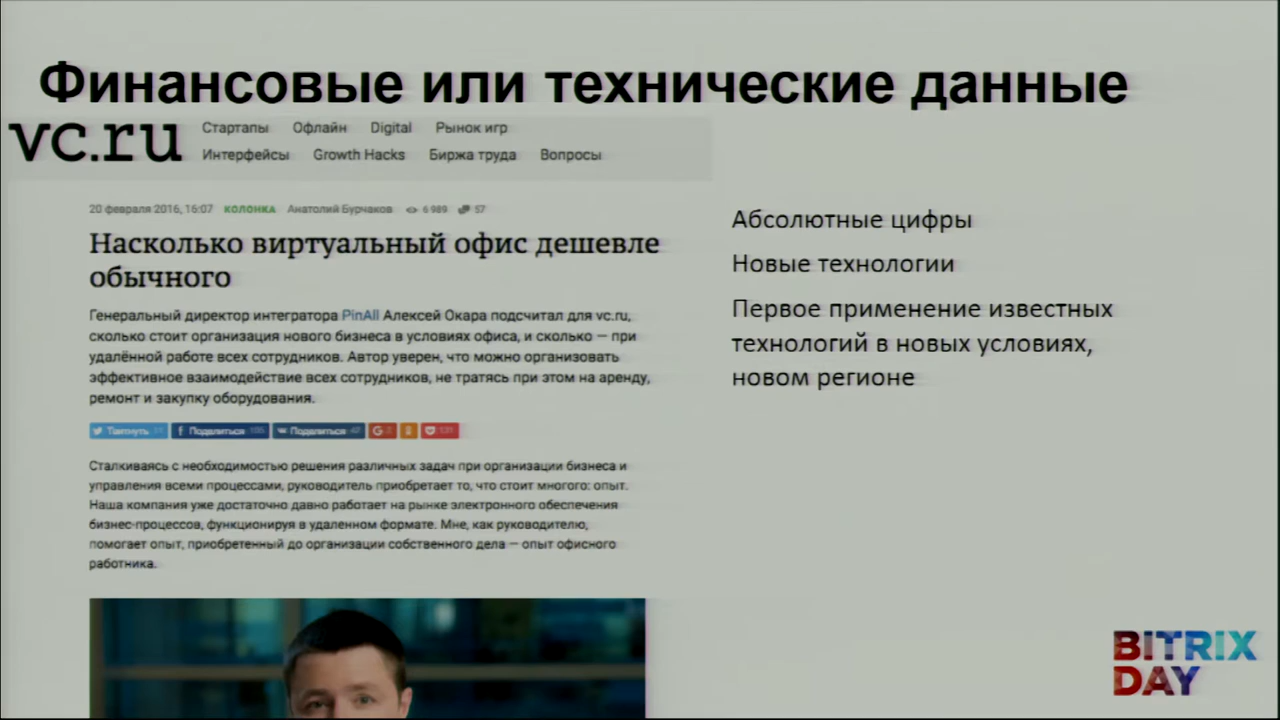 Финансовые или технические данные
vc.ru
Стартапы Офлайн Digital Рынок игр
Интерфейсы Growth Hacks Биржа труда Вопросы
20 февраля 2016, 16:07 КОЛОНКА Анатолий Бурчаков 6 989 57
Насколько виртуальный офис дешевле
обычного
Генеральный директор интегратора PinAll Алексей Окара подсчитал для vc.ru,
сколько стоит организация нового бизнеса в условиях офиса, и сколько — при
удалённой работе всех сотрудников. Автор уверен, что можно организовать
эффективное взаимодействие всех сотрудников, не тратясь при этом на аренду,
ремонт и закупку оборудования.
Твитнуть Поделиться Поделиться
Сталкиваясь с необходимостью решения различных задач при организации бизнеса и
управления всеми процессами, руководитель приобретает то, что стоит многого: опыт.
Наша компания уже достаточно давно работает на рынке электронного обеспечения
бизнес-процессов, функционируя в удаленном формате. Мне, как руководителю,
помогает опыт, приобретенный до организации собственного дела — опыт офисного
работника.
Абсолютные цифры
Новые технологии
Первое применение известных
технологий в новых условиях,
новом регионе
BITRIX
DAY